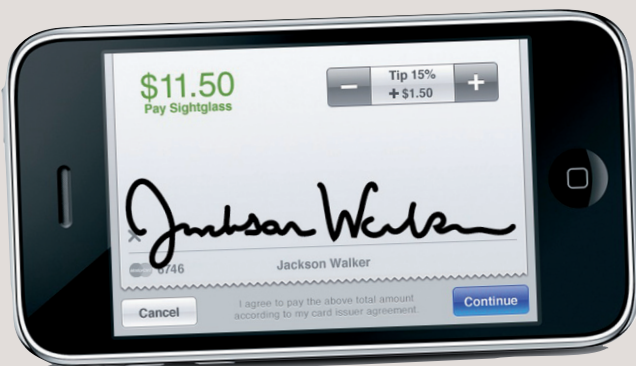 $11.50
Pay Sightglass
− Tip 15% +
+ $1.50
Jackson Walker
×
6746
Jackson Walker
Cancel
I agree to pay the above total amount
according to my card issuer agreement.
Continue